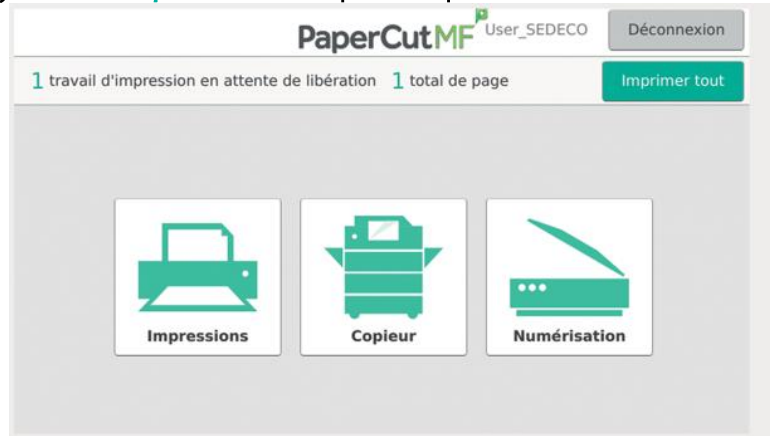 PaperCutMF
User_SEDECO
Déconnexion
1 travail d'impression en attente de libération 1 total de page
Imprimer tout
Impressions
Copieur
Numérisation